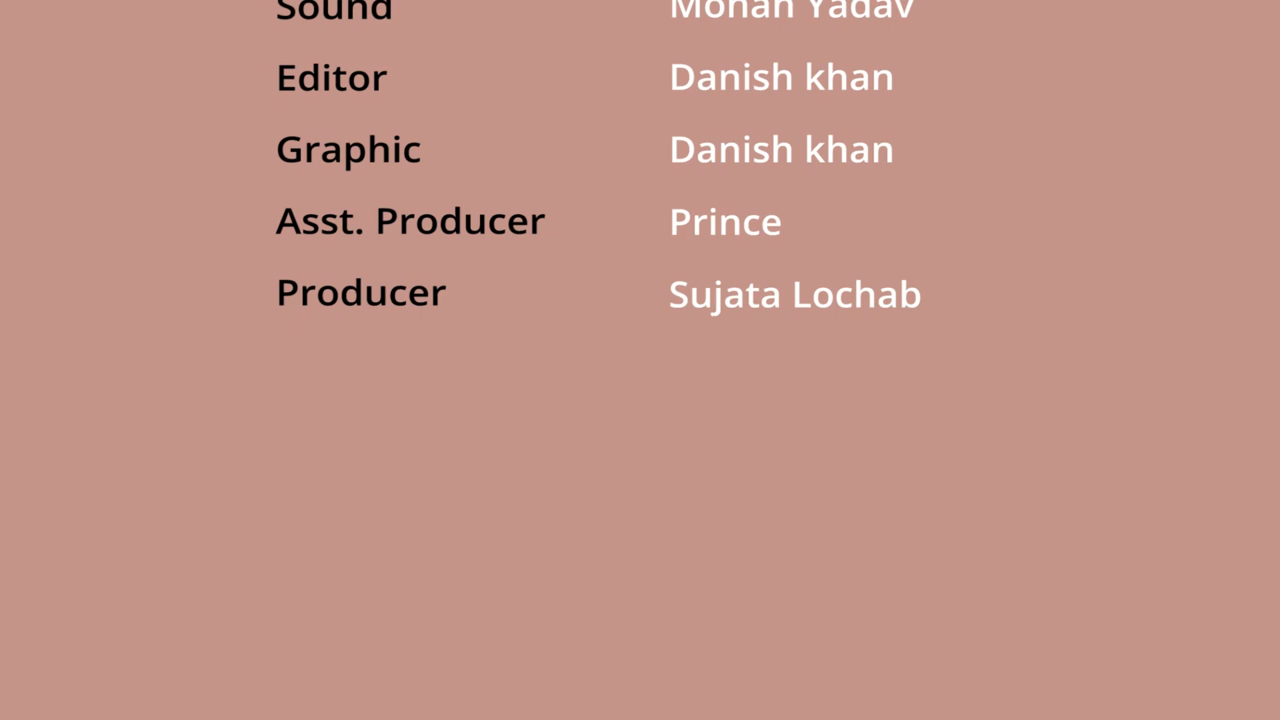 Sound Mohan Yadav
Editor Danish khan
Graphic Danish khan
Asst. Producer Prince
Producer Sujata Lochab